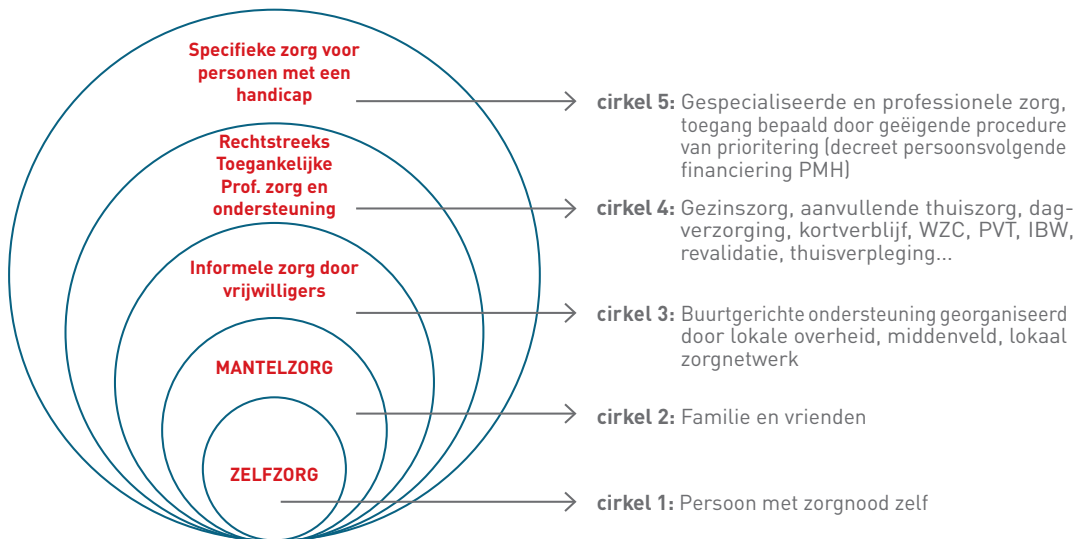 Specifieke zorg voor
personen met een
handicap
Rechtstreeks
Toegankelijke
Prof. zorg en
ondersteuning
Informele zorg door
vrijwilligers
MANTELZORG
ZELFZORG
cirkel 5: Gespecialiseerde en professionele zorg,
toegang bepaald door geëigende procedure
van prioritering (decreet persoonsvolgende
financiering PMH)
cirkel 4: Gezinszorg, aanvullende thuiszorg, dag-
verzorging, kortverblijf, WZC, PVT, IBW,
revalidatie, thuisverpleging...
cirkel 3: Buurtgerichte ondersteuning georganiseerd
door lokale overheid, middenveld, lokaal
zorgnetwerk
cirkel 2: Familie en vrienden
cirkel 1: Persoon met zorgnood zelf